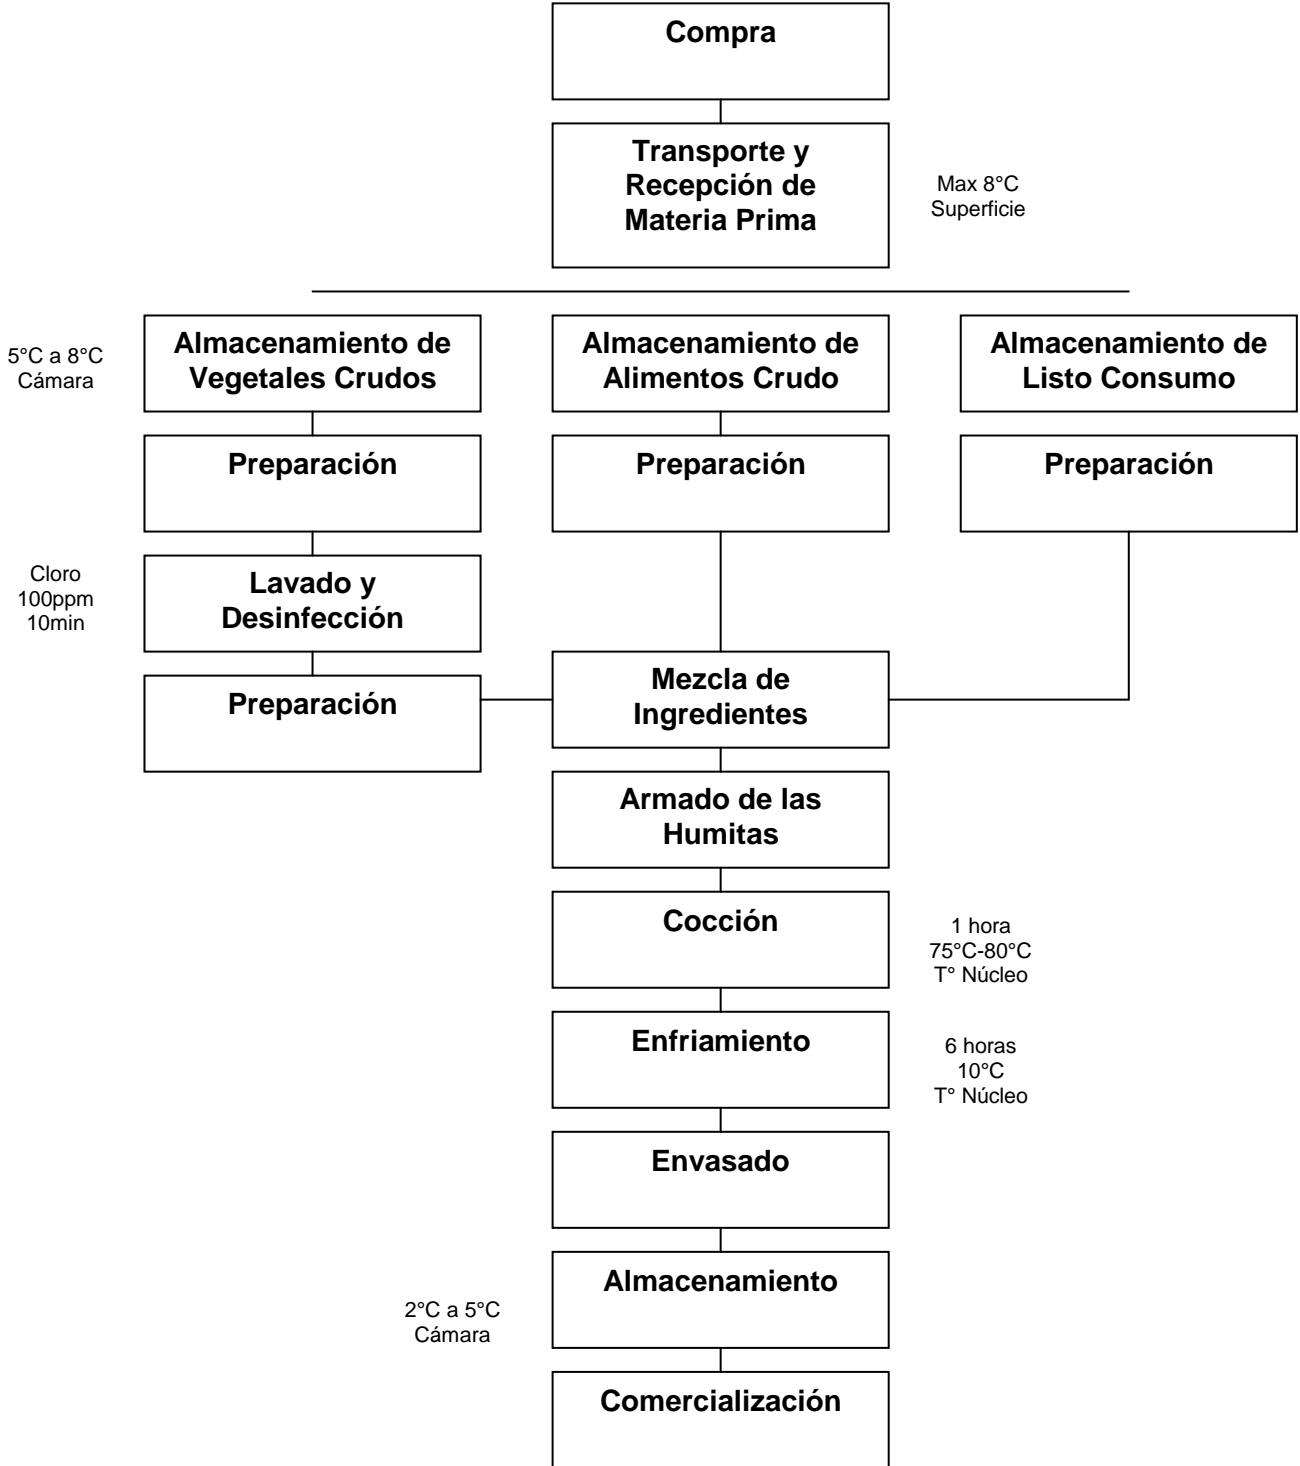 Compra
Transporte y
Recepción de
Materia Prima
Max 8°C
Superficie
5°C a 8°C
Cámara
Almacenamiento de
Vegetales Crudos
Almacenamiento de
Alimentos Crudo
Almacenamiento de
Listo Consumo
Preparación
Preparación
Preparación
Cloro
100ppm
10min
Lavado y
Desinfección
Preparación
Mezcla de
Ingredientes
Armado de las
Humitas
Cocción
1 hora
75°C-80°C
T° Núcleo
Enfriamiento
6 horas
10°C
T° Núcleo
Envasado
Almacenamiento
2°C a 5°C
Cámara
Comercialización